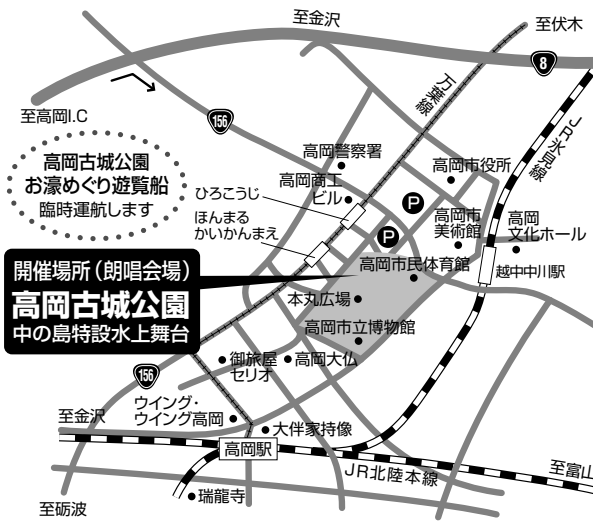 至金沢
至伏木
8
万葉線
JR氷見線
至高岡I.C
156
高岡古城公園
お濠めぐり遊覧船
臨時運航します
高岡警察署
高岡商工
ビル
高岡市役所
P
ひろこうじ
ほんまる
かいかんまえ
P
高岡市
美術館
高岡
文化ホール
開催場所（朗唱会場）
高岡古城公園
中の島特設水上舞台
高岡市民体育館
越中中川駅
本丸広場
高岡市立博物館
156
御旅屋
セリオ
高岡大仏
ウイング・
ウイング高岡
至金沢
大伴家持像
高岡駅
JR北陸本線
至富山
瑞龍寺
至砺波